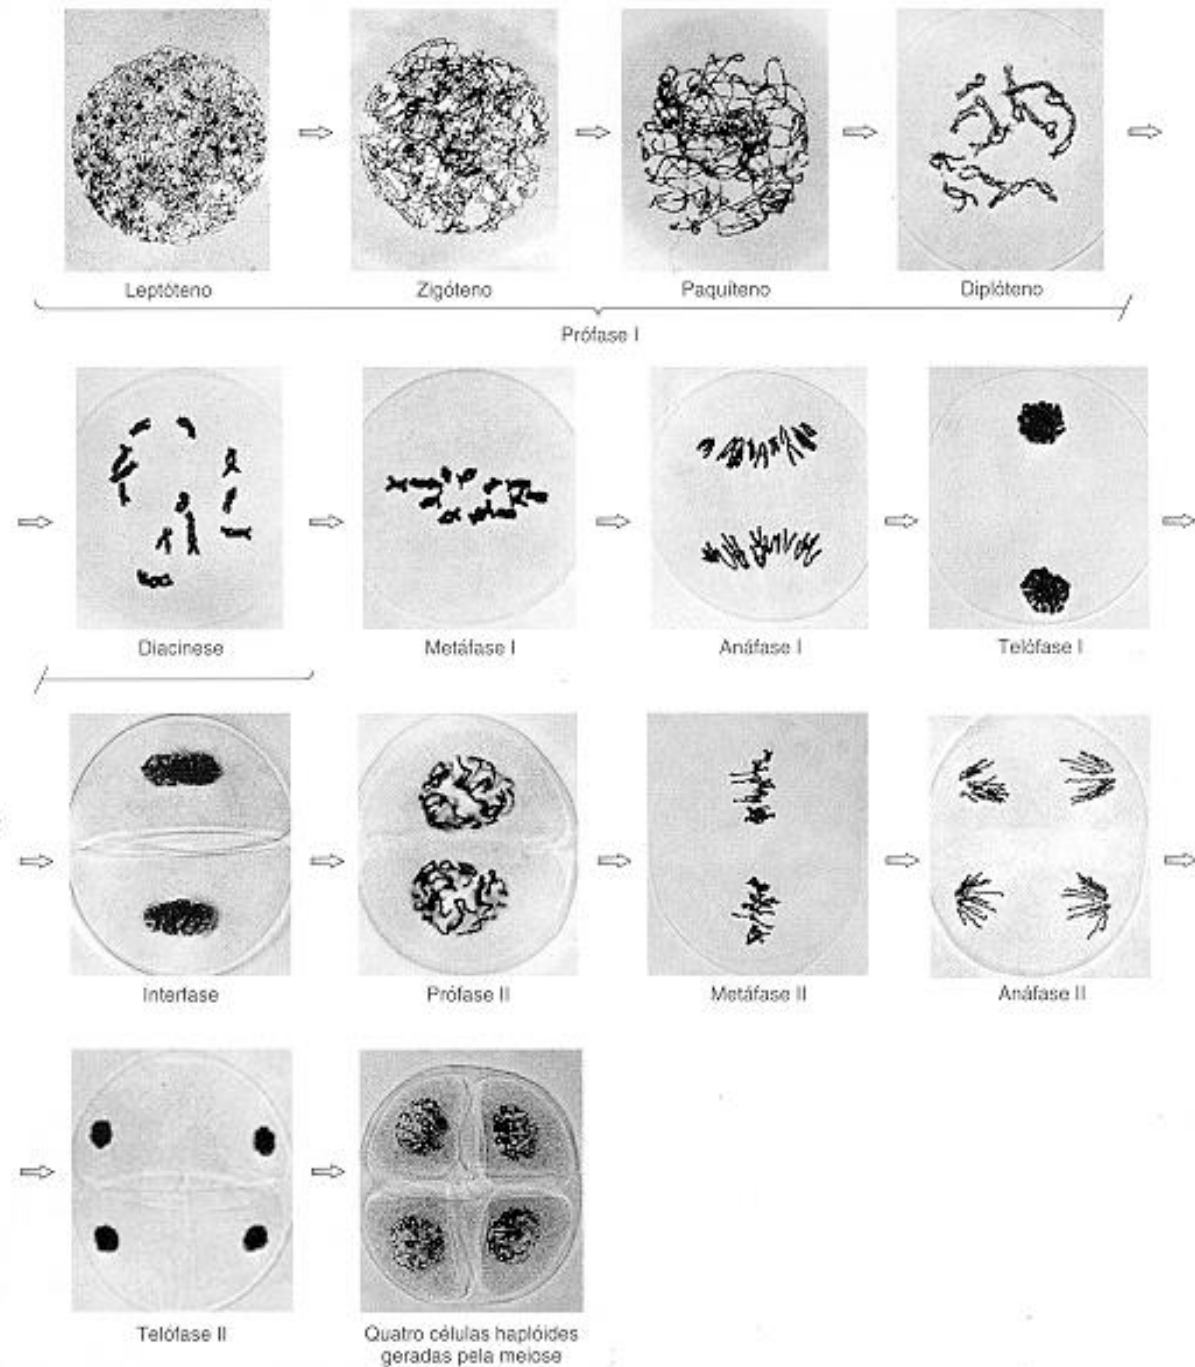 Leptóteno
Zigóteno
Paquíteno
Diplóteno
Prófase I
Diacinese
Metáfase I
Anáfase I
Telófase I
Interfase
Prófase II
Metáfase II
Anáfase II
Telófase II
Quatro células haplóides
geradas pela meiose